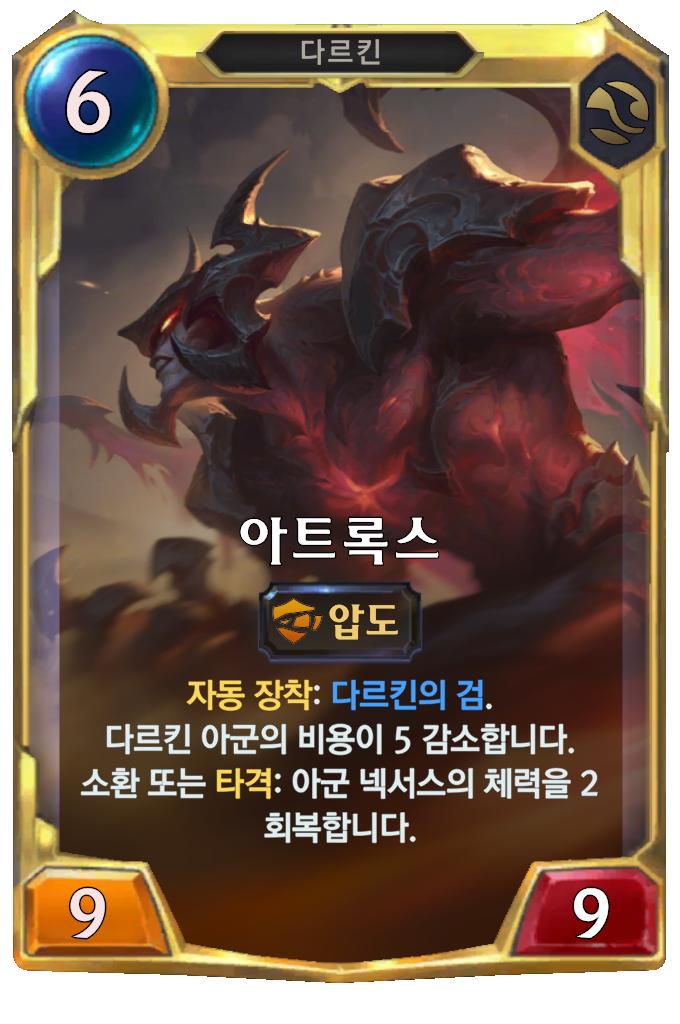 다르킨
6
아트록스
압도
자동 장착: 다르킨의 검.
다르킨 아군의 비용이 5 감소합니다.
소환 또는 타격: 아군 넥서스의 체력을 2
회복합니다.
9
9